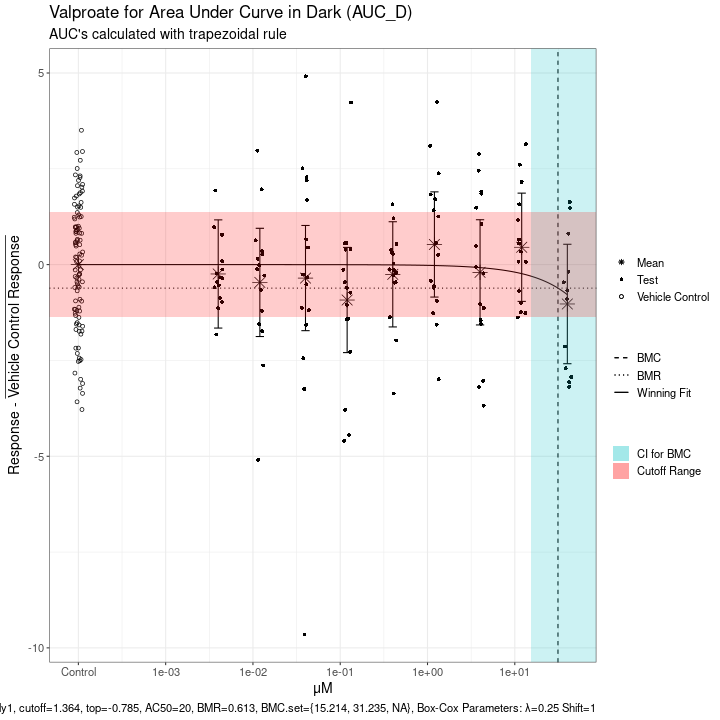 Valproate for Area Under Curve in Dark (AUC_D)
AUC's calculated with trapezoidal rule
Response - Vehicle Control Response
5
0
-5
-10
Control
1e-03
1e-02
1e-01
1e+00
1e+01
μM
Mean
Test
Vehicle Control
BMC
BMR
Winning Fit
CI for BMC
Cutoff Range
ly1, cutoff=1.364, top=-0.785, AC50=20, BMR=0.613, BMC.set={15.214, 31.235, NA}, Box-Cox Parameters: λ=0.25 Shift=1